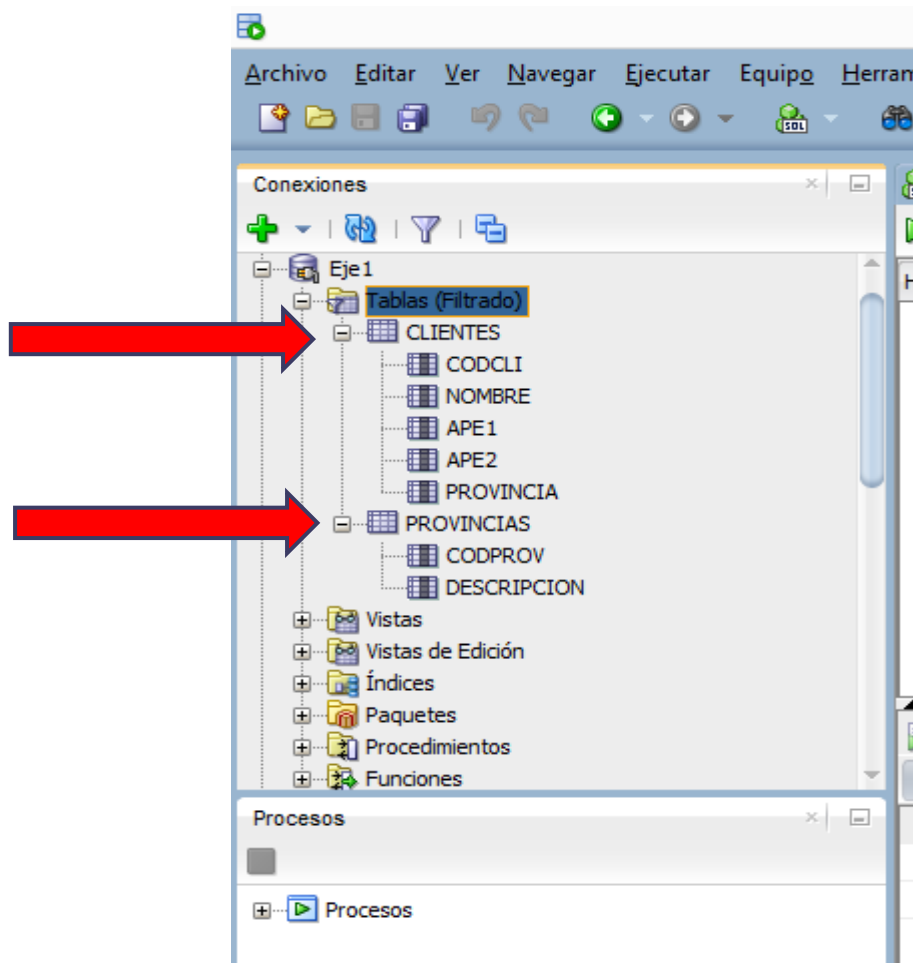 Archivo Editar Ver Navegar Ejecutar Equipo Herram
SQL
Conexiones
Eje1
Tablas (Filtrado)
CLIENTES
CODCLI
NOMBRE
APE1
APE2
PROVINCIA
PROVINCIAS
CODPROV
DESCRIPCION
Vistas
Vistas de Edición
Índices
Paquetes
Procedimientos
Funciones
Procesos
Procesos